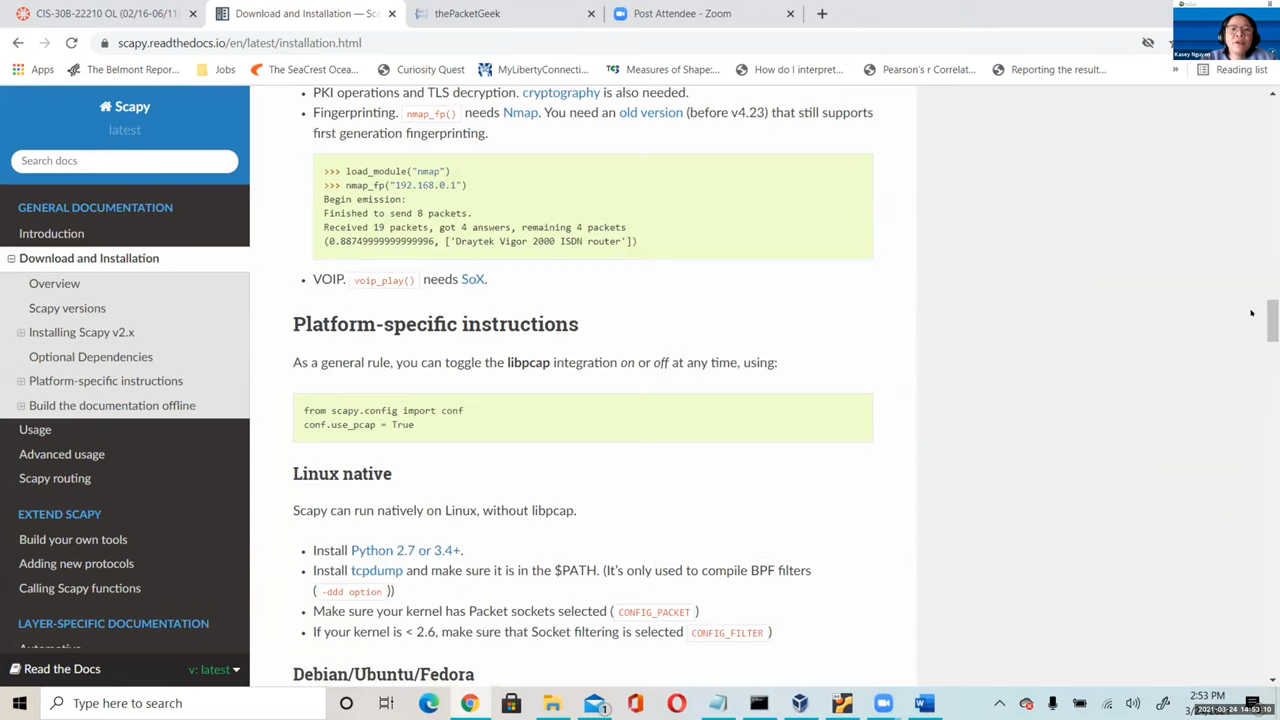 CIS-30B-22210 OL (02/16-06/11
Download and Installation — Sca
thePacketGeek
Post Attendee - Zoom
scapy.readthedocs.io/en/latest/installation.html
Apps
The Belmont Repor...
Jobs
The SeaCrest Ocea...
Curiosity Quest
My LibertyConnecti...
Measures of Shape:...
How do i interpret...
Pearson's r(Correlat...
Reporting the result...
»
Reading list
Kasey Nguyen
Scapy
latest
Search docs
GENERAL DOCUMENTATION
Introduction
Download and Installation
Overview
Scapy versions
Installing Scapy v2.x
Optional Dependencies
Platform-specific instructions
Build the documentation offline
Usage
Advanced usage
Scapy routing
EXTEND SCAPY
Build your own tools
Adding new protocols
Calling Scapy functions
LAYER-SPECIFIC DOCUMENTATION
Automotive
Read the Docs v: latest
• PKI operations and TLS decryption. cryptography is also needed.
• Fingerprinting. nmap_fp() needs Nmap. You need an old version (before v4.23) that still supports
first generation fingerprinting.
>>> load_module("nmap")
>>> nmap_fp("192.168.0.1")
Begin emission:
Finished to send 8 packets.
Received 19 packets, got 4 answers, remaining 4 packets
(0.88749999999999996, ['Draytek Vigor 2000 ISDN router'])
• VOIP. voip_play() needs SoX.
Platform-specific instructions
As a general rule, you can toggle the libpcap integration on or off at any time, using:
from scapy.config import conf
conf.use_pcap = True
Linux native
Scapy can run natively on Linux, without libpcap.
• Install Python 2.7 or 3.4+.
• Install tcpdump and make sure it is in the $PATH. (It's only used to compile BPF filters
( -ddd option ))
• Make sure your kernel has Packet sockets selected ( CONFIG_PACKET )
• If your kernel is < 2.6, make sure that Socket filtering is selected CONFIG_FILTER )
Debian/Ubuntu/Fedora
Type here to search
2:53 PM
2021-03-24 14:53:10